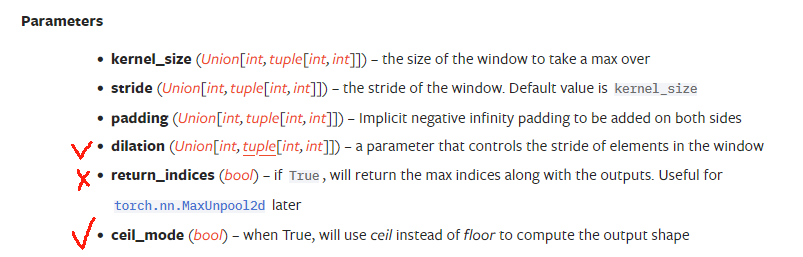 Parameters
• kernel_size (Union[int, tuple[int, int]]) – the size of the window to take a max over
• stride (Union[int, tuple[int, int]]) – the stride of the window. Default value is kernel_size
• padding (Union[int, tuple[int, int]]) – Implicit negative infinity padding to be added on both sides
• dilation (Union[int, tuple[int, int]]) – a parameter that controls the stride of elements in the window
• return_indices (bool) – if True, will return the max indices along with the outputs. Useful for
torch.nn.MaxUnpool2d later
• ceil_mode (bool) – when True, will use ceil instead of floor to compute the output shape